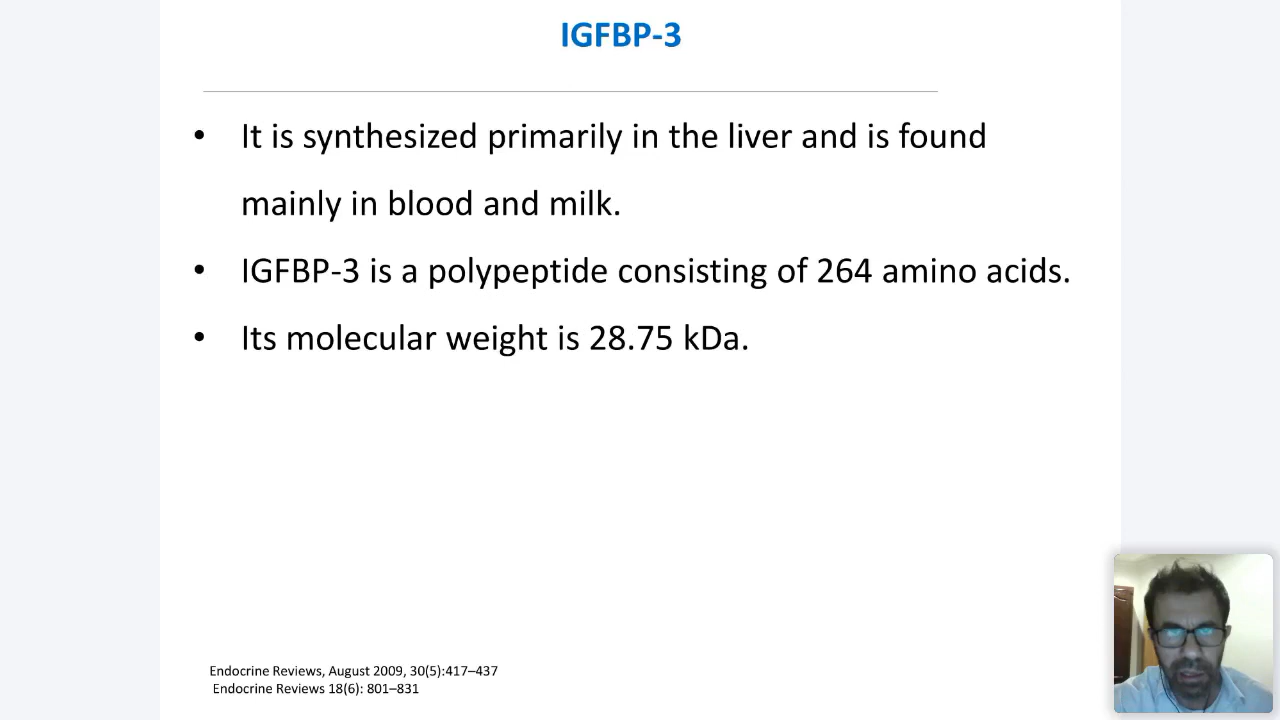 IGFBP-3
• It is synthesized primarily in the liver and is found
mainly in blood and milk.
• IGFBP-3 is a polypeptide consisting of 264 amino acids.
• Its molecular weight is 28.75 kDa.
Endocrine Reviews, August 2009, 30(5):417–437
Endocrine Reviews 18(6): 801–831